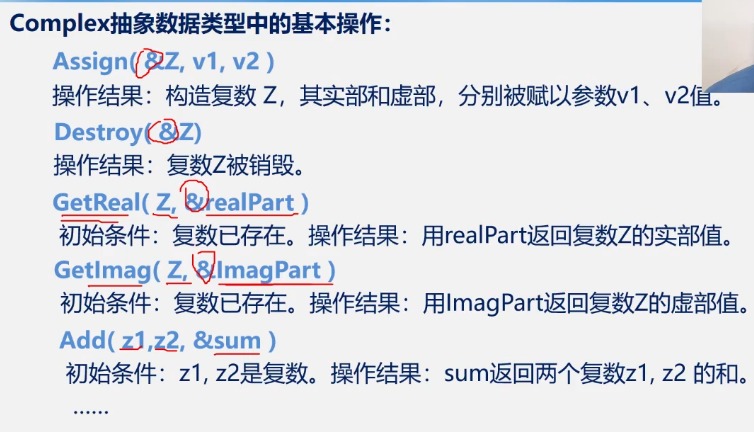 Complex抽象数据类型中的基本操作：
Assign( &Z, v1, v2 )
操作结果：构造复数 Z，其实部和虚部，分别被赋以参数v1、v2值。
Destroy( &Z)
操作结果：复数Z被销毁。
GetReal( Z, &realPart )
初始条件：复数已存在。操作结果：用realPart返回复数Z的实部值。
GetImag( Z, &ImagPart )
初始条件：复数已存在。操作结果：用ImagPart返回复数Z的虚部值。
Add( z1,z2, &sum )
初始条件：z1, z2是复数。操作结果：sum返回两个复数z1, z2 的和。
……